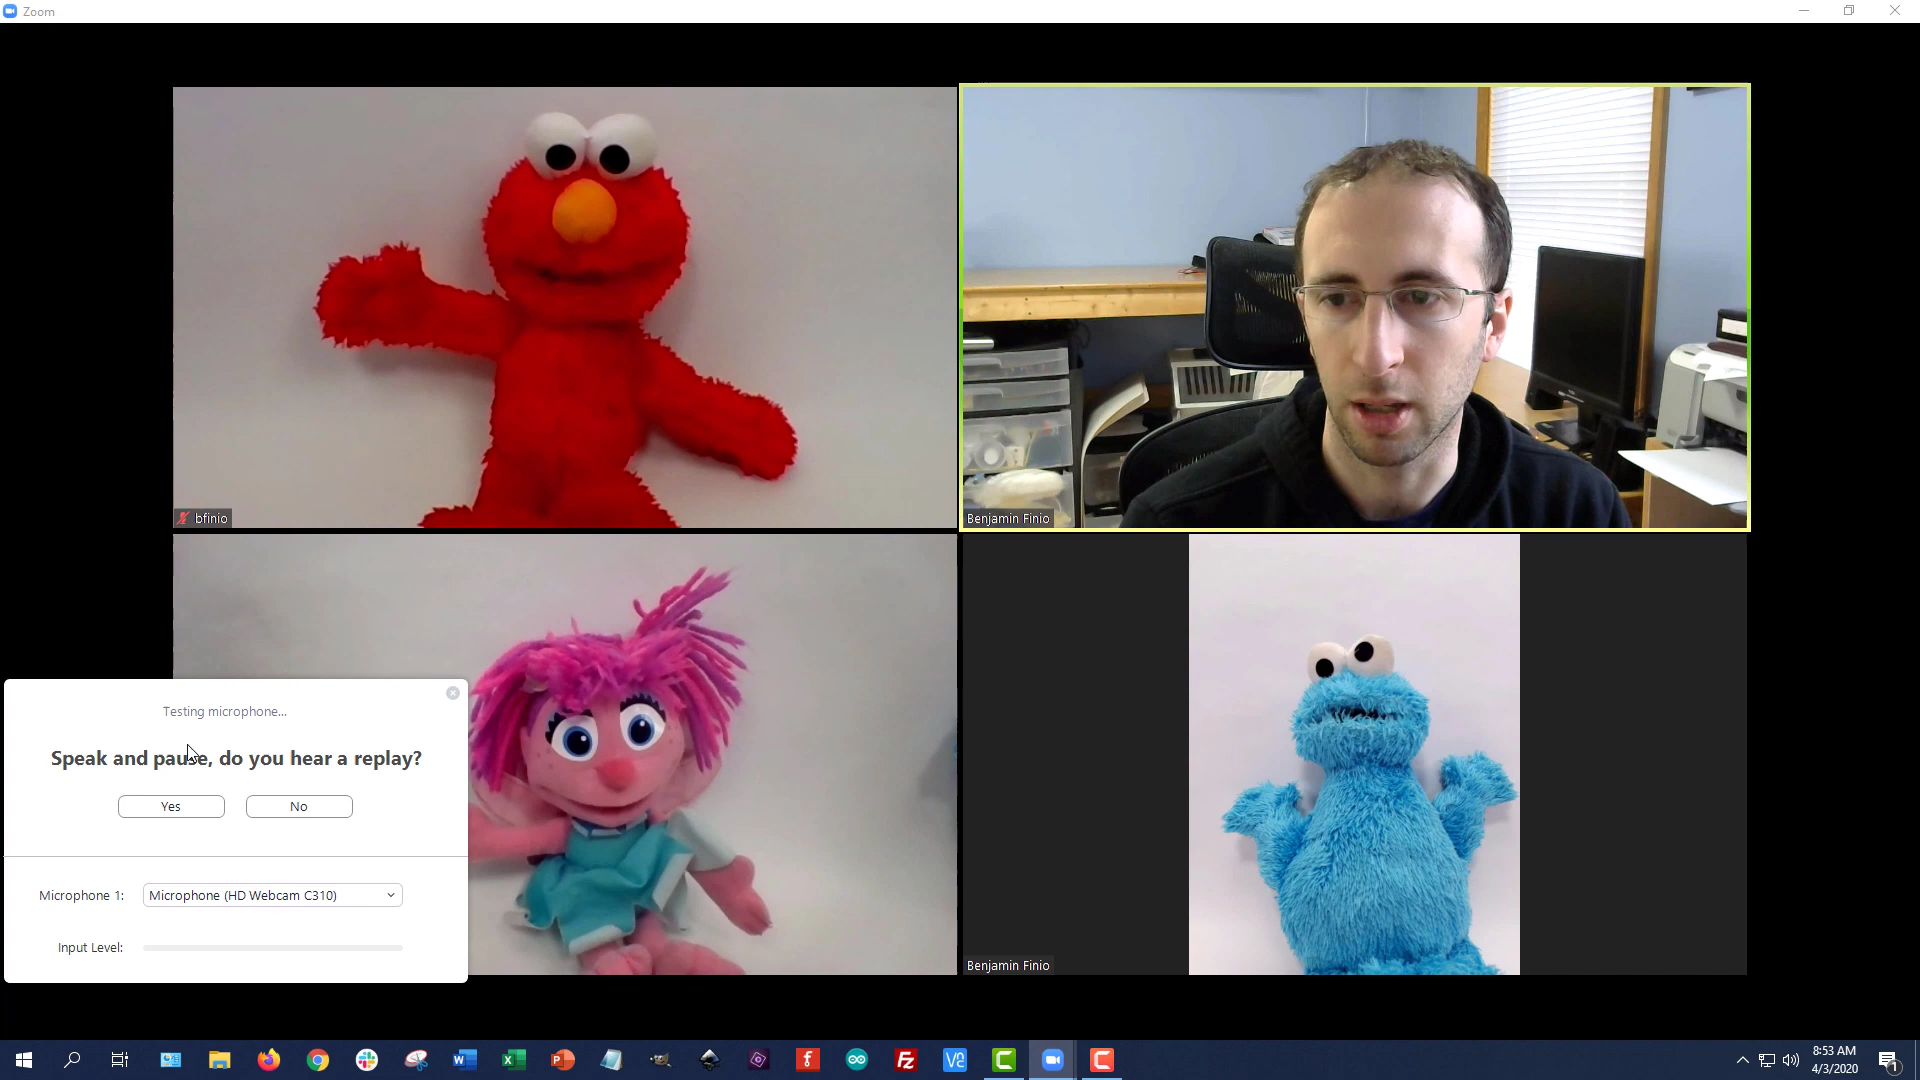 Zoom
bfinio
Benjamin Finio
Testing microphone...
Speak and pause, do you hear a replay?
Yes
No
Microphone 1:
Microphone (HD Webcam C310)
Input Level:
Benjamin Finio
8:53 AM
4/3/2020
1